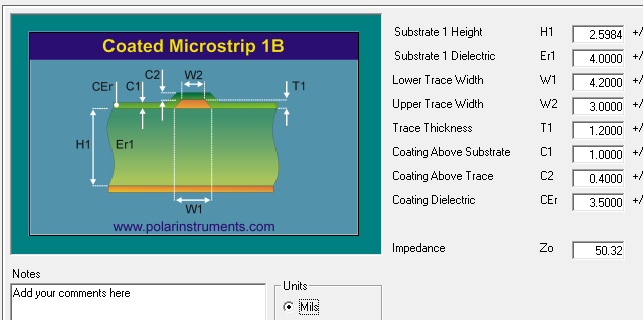 Coated Microstrip 1B
Substrate 1 Height H1 2.5984 +/
Substrate 1 Dielectric Er1 4.0000 +/
Lower Trace Width W1 4.2000 +/
Upper Trace Width W2 3.0000 +/
Trace Thickness T1 1.2000 +/
Coating Above Substrate C1 1.0000 +/
Coating Above Trace C2 0.4000 +/
Coating Dielectric CEr 3.5000 +/
Impedance Zo 50.32
C2 W2
CEr C1 T1
H1 Er1
W1
www.polarinstruments.com
Notes
Add your comments here
Units
Mils